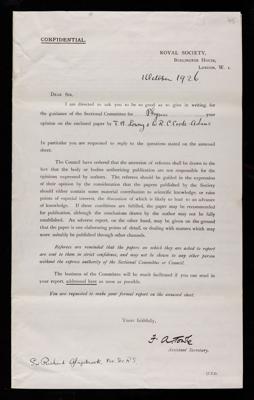 CONFIDENTIAL.
ROYAL SOCIETY,
BURLINGTON HOUSE,
LONDON, W. 1.
October 1926
DEAR SIR,
I am directed to ask you to be so good as to give in writing for
the guidance of the Sectional Committee for Physics your
opinion on the enclosed paper by T. M. Lowry & R. C. Cook-Adams
In particular you are requested to reply to the questions stated on the annexed
sheet.
The Council have ordered that the attention of referees shall be drawn to the
fact that the body or bodies authorizing publication are not responsible for the
opinions expressed by authors. The referees should be guided in the expression
of their opinion by the consideration that the papers published by the Society
should either contain some material contribution to scientific knowledge or raise
points of especial interest, the discussion of which is likely to lead to an advance
of knowledge. If these conditions are fulfilled, the paper may be recommended
for publication, although the conclusions drawn by the author may not be fully
established. An adverse report, on the other hand, may be given on the ground
that the paper is one elaborating points of detail, or dealing with matters which may
more suitably be published through other channels.
Referees are reminded that the papers on which they are asked to report
are sent to them in strict confidence, and may not be shown to any other person
without the express authority of the Sectional Committee or Council.
The business of the Committee will be much facilitated if you can send in
your report, addressed here as soon as possible.
You are requested to make your formal report on the annexed sheet.
Yours faithfully,
F. A. Towle
Assistant Secretary.
Sir Richard Glazebrook, For. Sec. R.S.